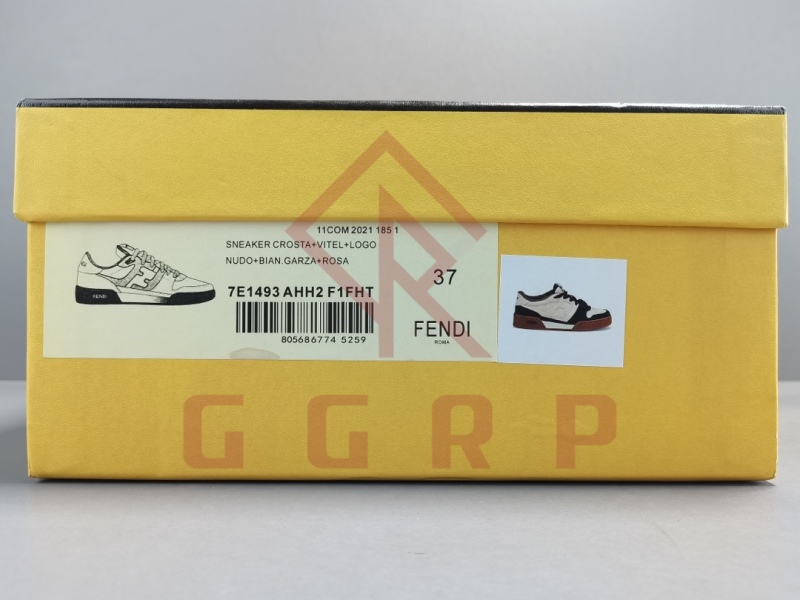 11COM 2021 185 1
SNEAKER CROSTA+VITEL+LOGO
NUDO+BIAN.GARZA+ROSA
7E1493 AHH2 F1FHT
37
805686774 5259
FENDI
ROMA
FENDI
GGRP